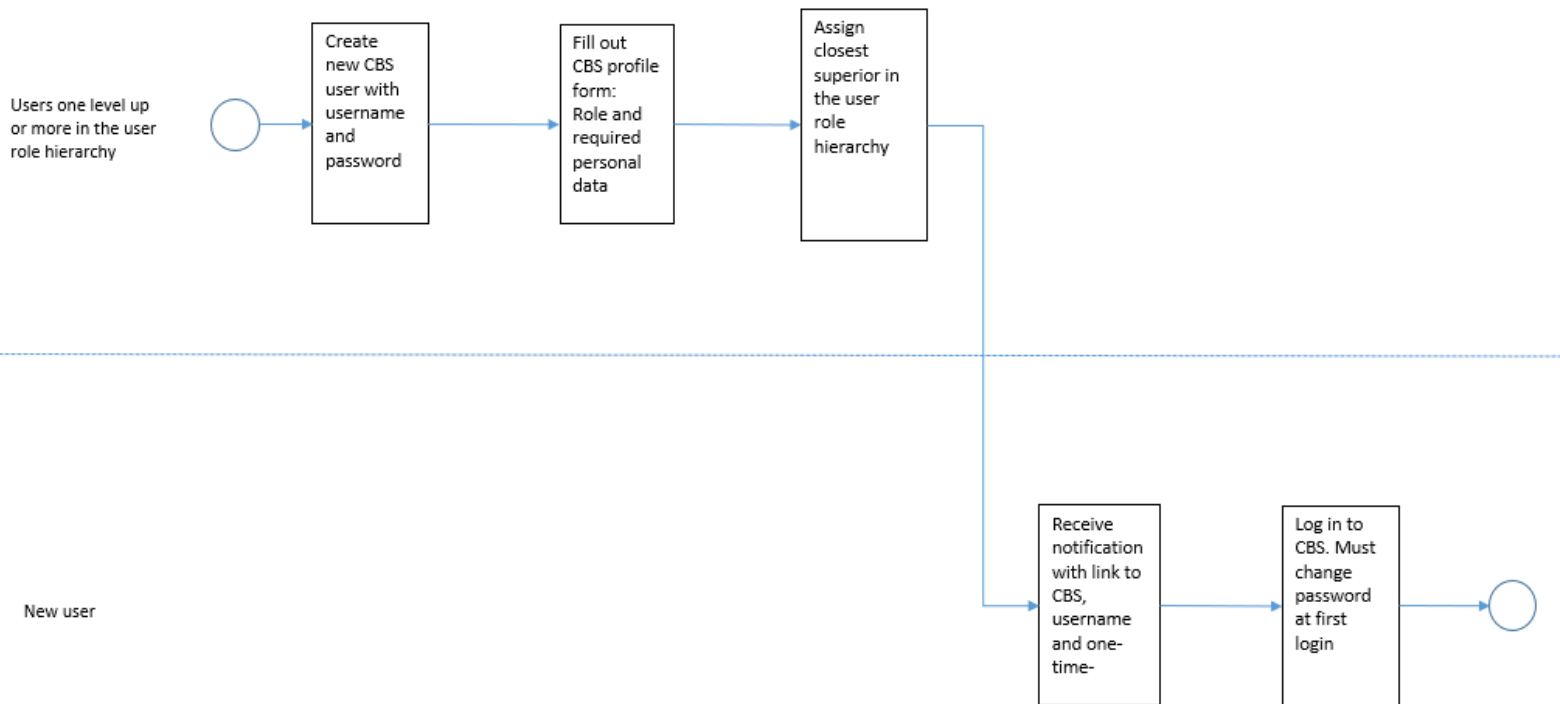 Users one level up
or more in the user
role hierarchy
Create
new CBS
user with
username
and
password
Fill out
CBS profile
form:
Role and
required
personal
data
Assign
closest
superior in
the user
role
hierarchy
New user
Receive
notification
with link to
CBS,
username
and one-
time-
Log in to
CBS. Must
change
password
at first
login